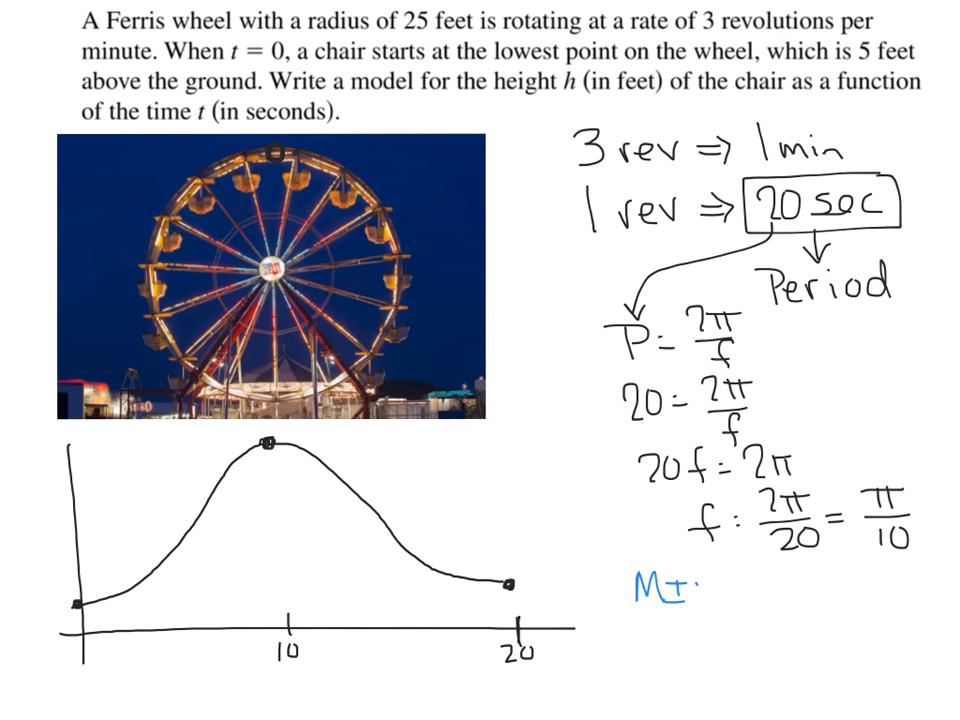 A Ferris wheel with a radius of 25 feet is rotating at a rate of 3 revolutions per
minute. When t = 0, a chair starts at the lowest point on the wheel, which is 5 feet
above the ground. Write a model for the height h (in feet) of the chair as a function
of the time t (in seconds).
3 rev ⇒ 1 min
1 rev ⇒ 20 sec
Period
P = 2π/f
20 = 2π/f
20f = 2π
f = 2π/20 = π/10
MI.
10
20